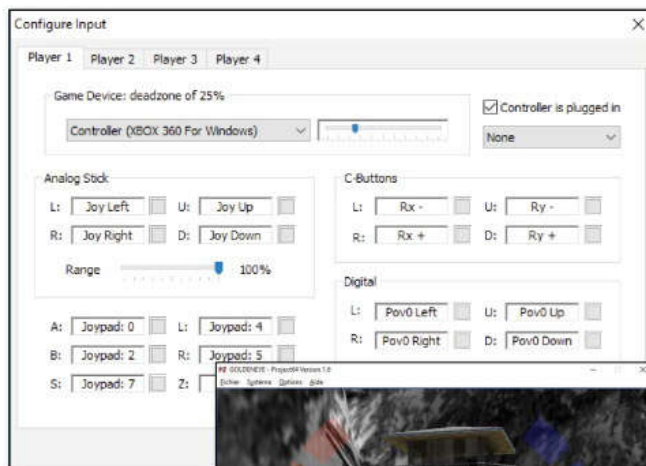 Configure Input
Player 1 Player 2 Player 3 Player 4
Game Device: deadzone of 25%
Controller (XBOX 360 For Windows)
Controller is plugged in
None
Analog Stick
L: Joy Left U: Joy Up
R: Joy Right D: Joy Down
Range 100%
C-Buttons
L: Rx - U: Ry -
R: Rx + D: Ry +
Digital
L: Pov0 Left U: Pov0 Up
R: Pov0 Right D: Pov0 Down
A: Joypad: 0 L: Joypad: 4
B: Joypad: 2 R: Joypad: 5
S: Joypad: 7 Z:
GOLDENEYE - Project64 Version 1.6
Fichier Système Options Aide